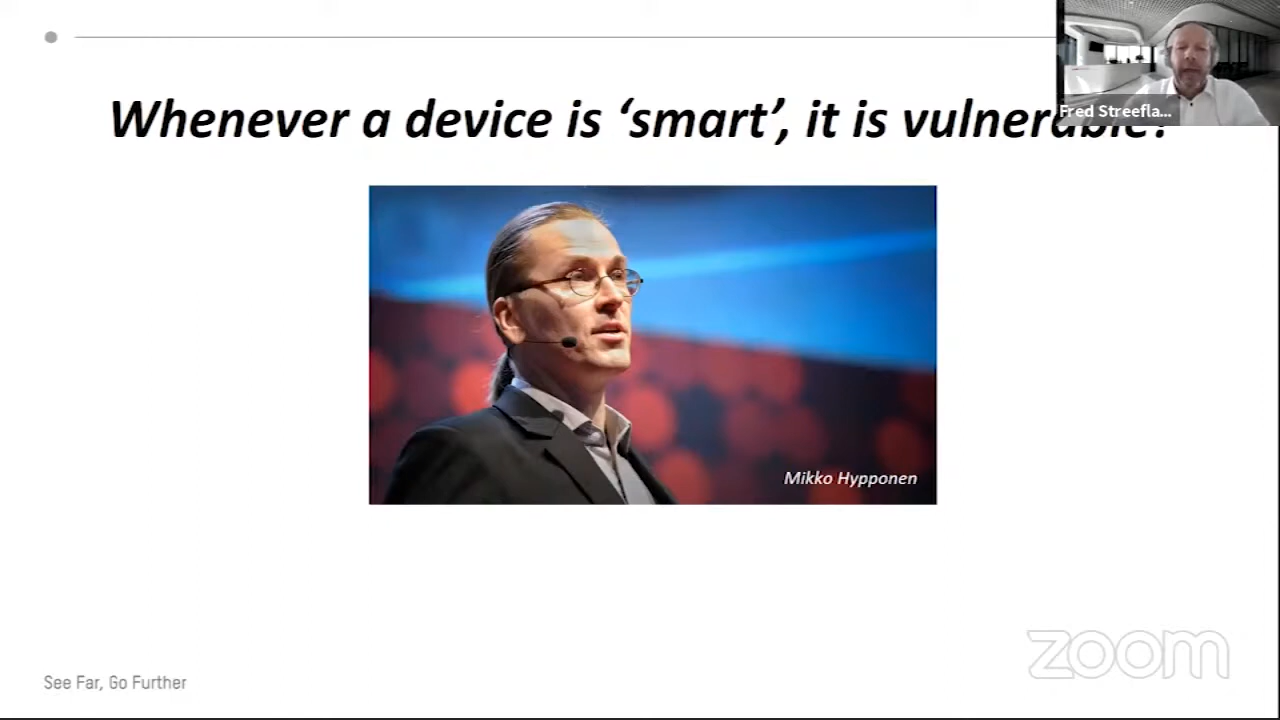 Whenever a device is ‘smart’, it is vulnerable!
Fred Streefla...
Mikko Hypponen
See Far, Go Further
zoom